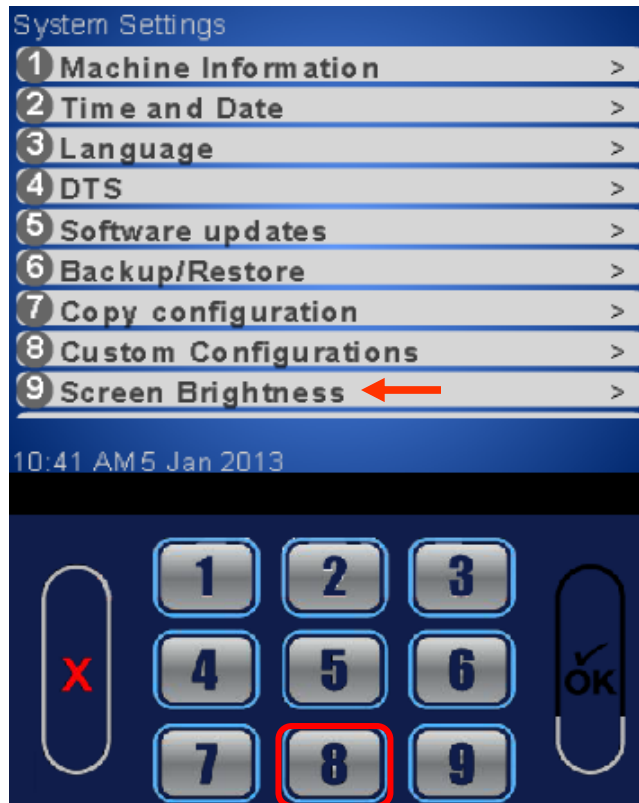 System Settings
1 Machine Information >
2 Time and Date >
3 Language >
4 DTS >
5 Software updates >
6 Backup/Restore >
7 Copy configuration >
8 Custom Configurations >
9 Screen Brightness >
10:41 AM 5 Jan 2013
1 2 3
X 4 5 6 OK
7 8 9